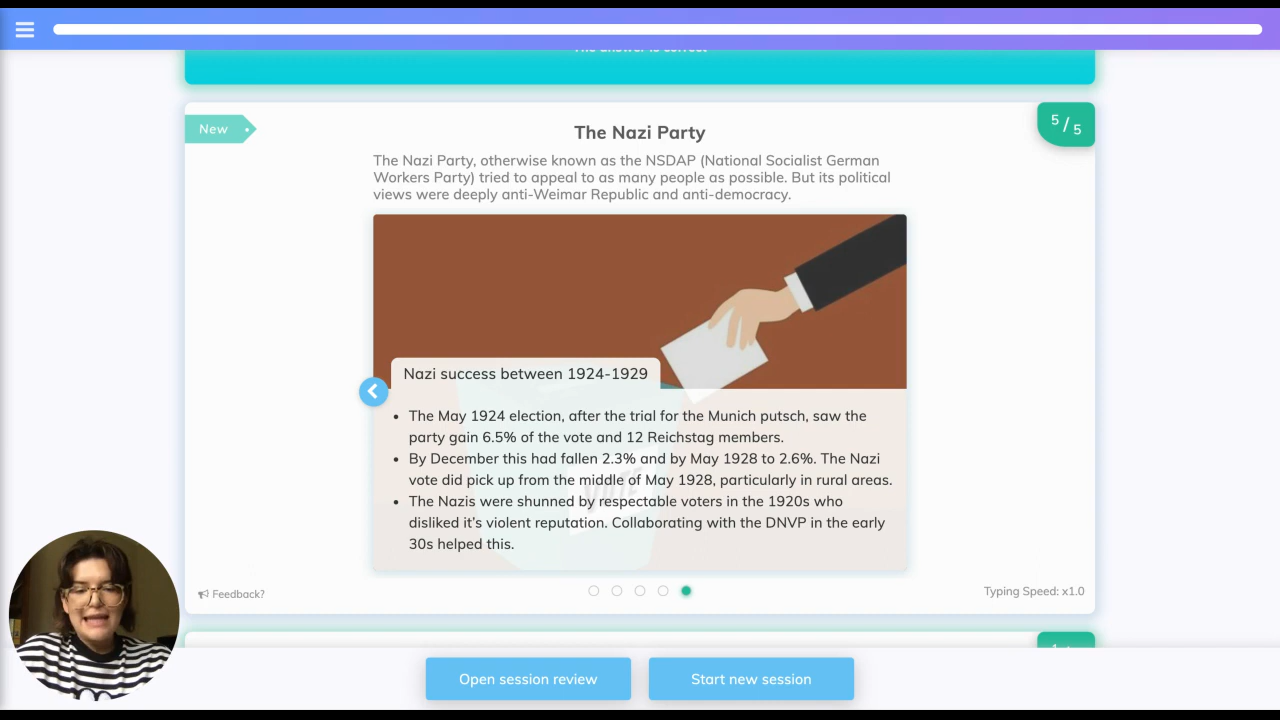 The answer is correct
New
The Nazi Party
5 / 5
The Nazi Party, otherwise known as the NSDAP (National Socialist German
Workers Party) tried to appeal to as many people as possible. But its political
views were deeply anti-Weimar Republic and anti-democracy.
Nazi success between 1924-1929
• The May 1924 election, after the trial for the Munich putsch, saw the
party gain 6.5% of the vote and 12 Reichstag members.
• By December this had fallen 2.3% and by May 1928 to 2.6%. The Nazi
vote did pick up from the middle of May 1928, particularly in rural areas.
• The Nazis were shunned by respectable voters in the 1920s who
disliked it's violent reputation. Collaborating with the DNVP in the early
30s helped this.
VOTE
Feedback?
Typing Speed: x1.0
Open session review
Start new session